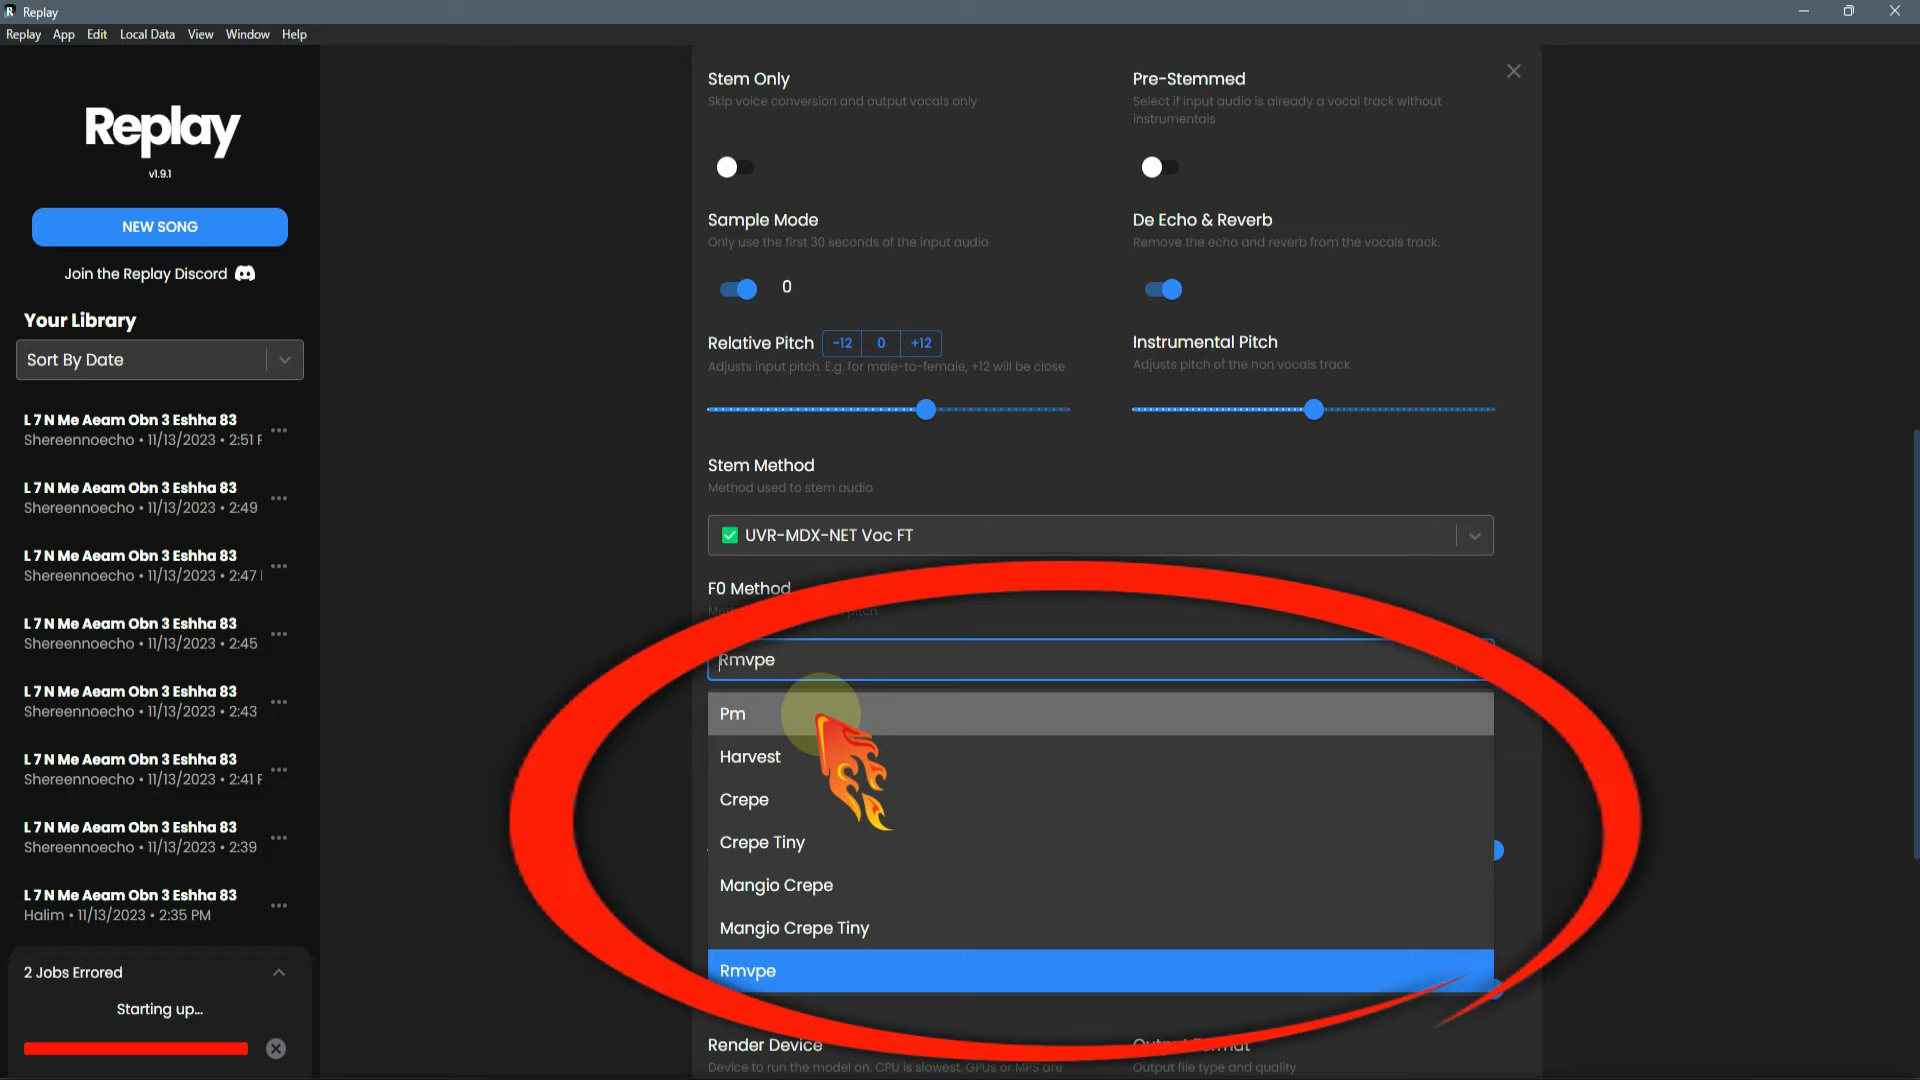 Replay
Replay App Edit Local Data View Window Help
Replay
v1.9.1
NEW SONG
Join the Replay Discord
Your Library
Sort By Date
L 7 N Me Aeam Obn 3 Eshha 83
Shereennoecho • 11/13/2023 • 2:51 P
L 7 N Me Aeam Obn 3 Eshha 83
Shereennoecho • 11/13/2023 • 2:49
L 7 N Me Aeam Obn 3 Eshha 83
Shereennoecho • 11/13/2023 • 2:47
L 7 N Me Aeam Obn 3 Eshha 83
Shereennoecho • 11/13/2023 • 2:45
L 7 N Me Aeam Obn 3 Eshha 83
Shereennoecho • 11/13/2023 • 2:43
L 7 N Me Aeam Obn 3 Eshha 83
Shereennoecho • 11/13/2023 • 2:41 P
L 7 N Me Aeam Obn 3 Eshha 83
Shereennoecho • 11/13/2023 • 2:39
L 7 N Me Aeam Obn 3 Eshha 83
Halim • 11/13/2023 • 2:35 PM
2 Jobs Errored
Starting up...
Stem Only
Skip voice conversion and output vocals only
Pre-Stemmed
Select if input audio is already a vocal track without
instrumentals
Sample Mode
Only use the first 30 seconds of the input audio
0
De Echo & Reverb
Remove the echo and reverb from the vocals track.
Relative Pitch -12 0 +12
Adjusts input pitch. E.g. for male-to-female, +12 will be close
Instrumental Pitch
Adjusts pitch of the non vocals track
Stem Method
Method used to stem audio
UVR-MDX-NET Voc FT
F0 Method
pitch
Rmvpe
Pm
Harvest
Crepe
Crepe Tiny
Mangio Crepe
Mangio Crepe Tiny
Rmvpe
Render Device
Device to run the model on. CPU is slowest. GPUs or MPS are
Output Format
Output file type and quality